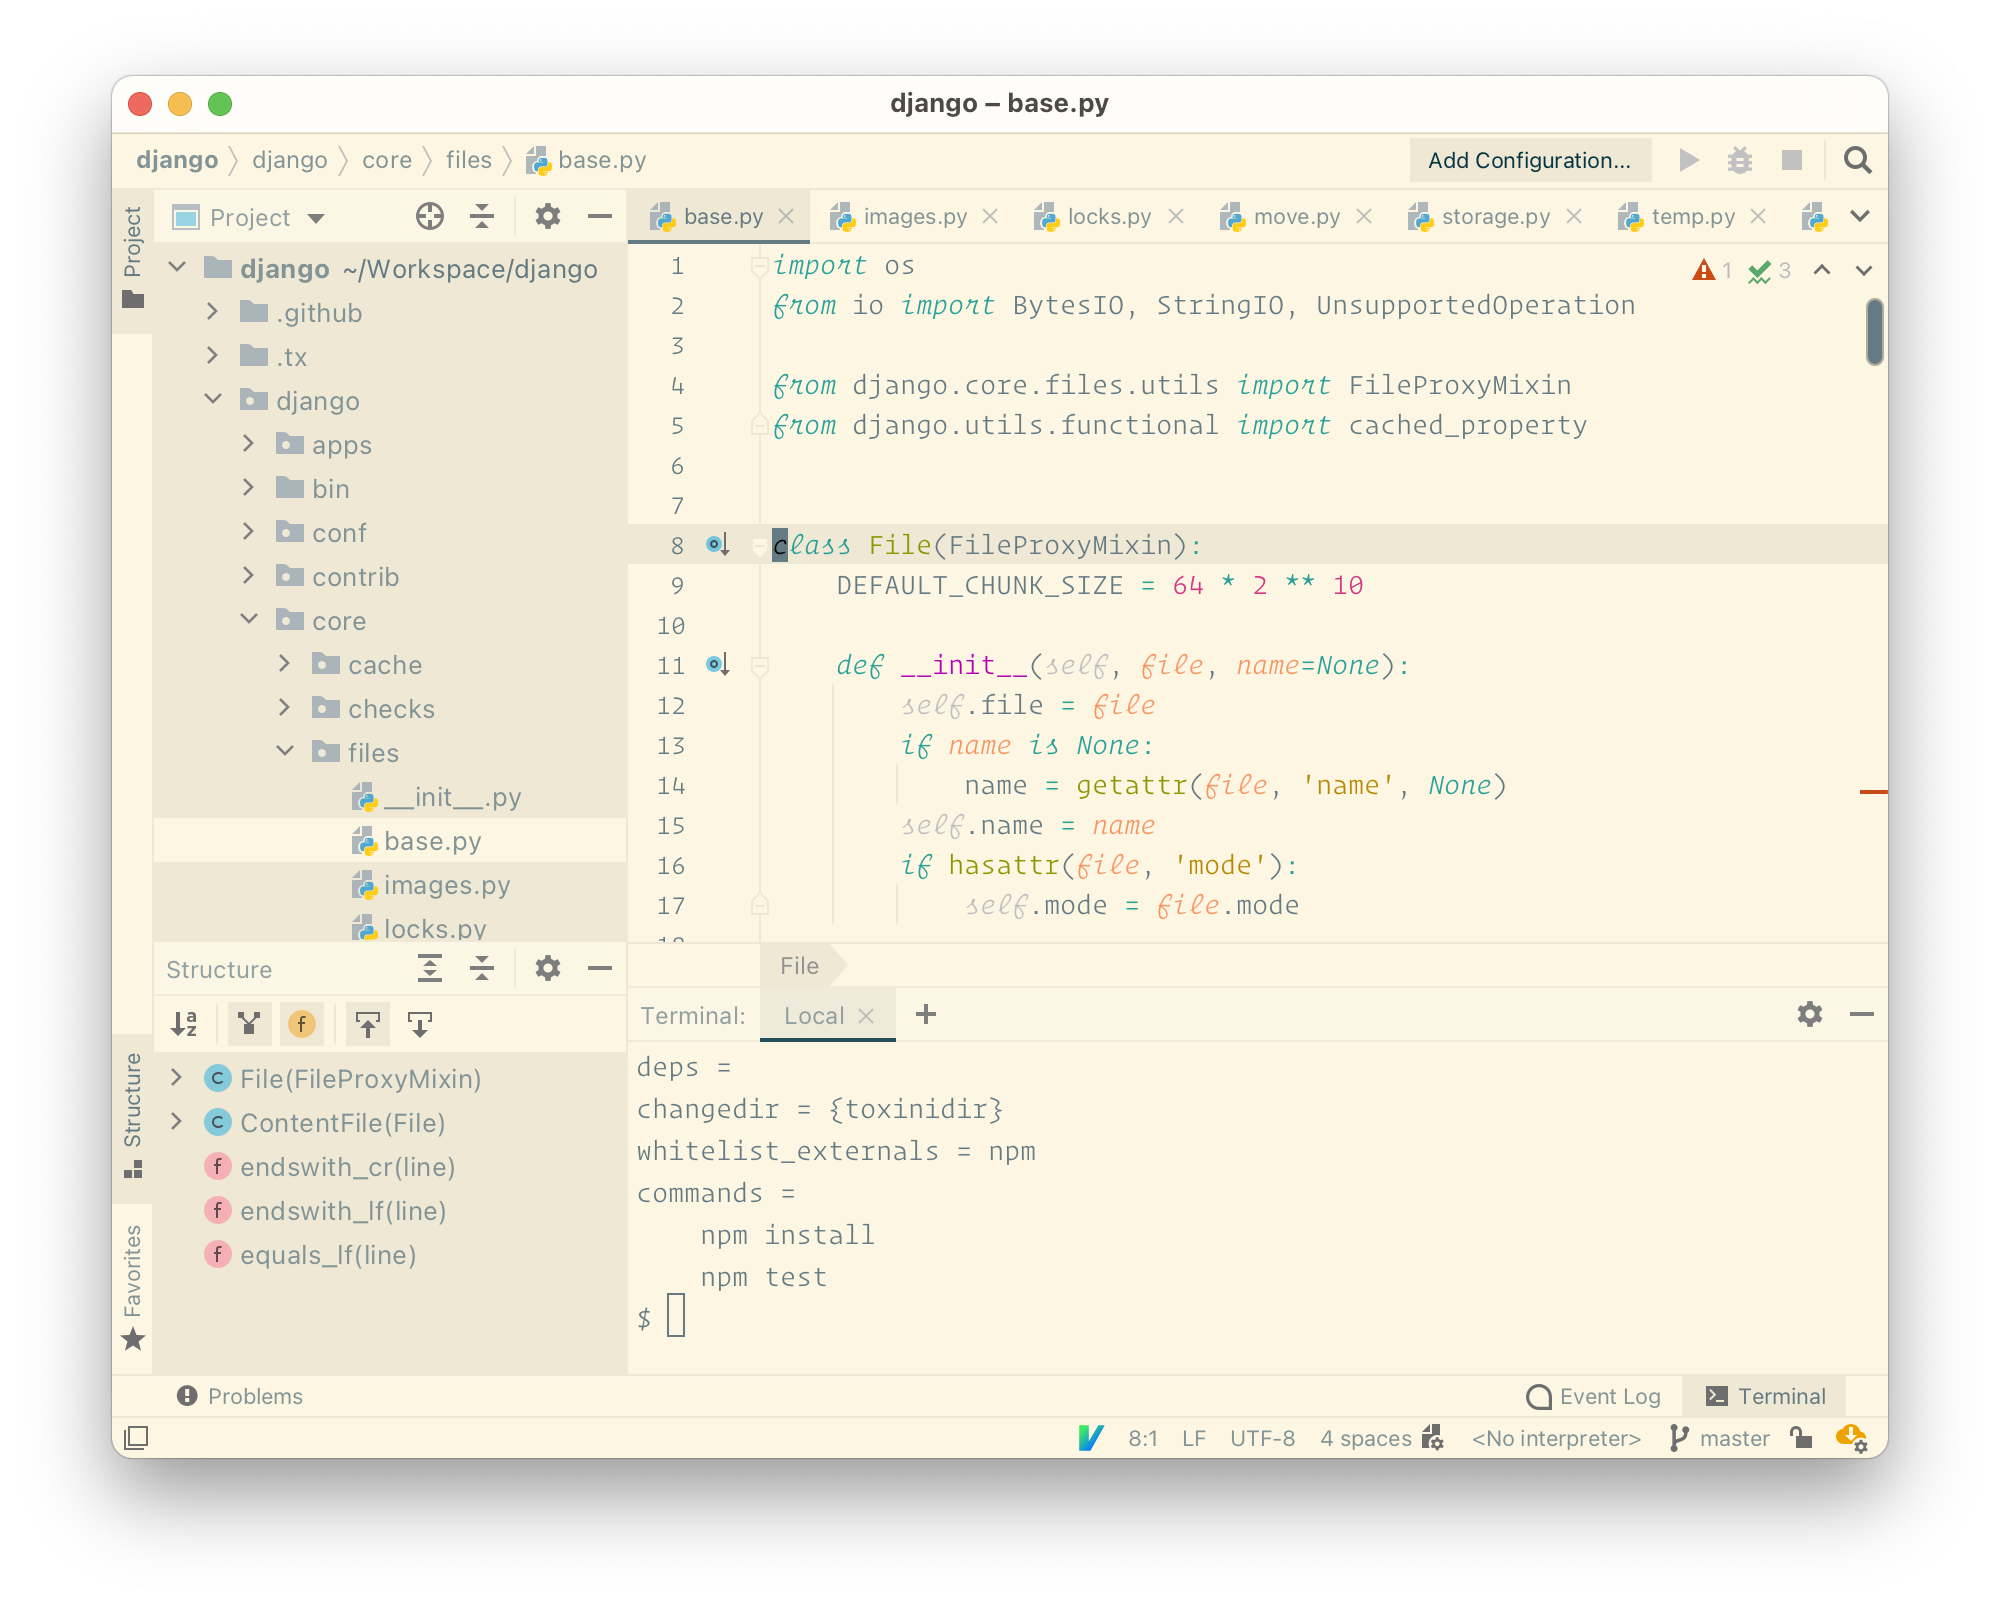 django – base.py
django django core files base.py
Add Configuration...
Project
Project
base.py
images.py
locks.py
move.py
storage.py
temp.py
django ~/Workspace/django
.github
.tx
django
apps
bin
conf
contrib
core
cache
checks
files
__init__.py
base.py
images.py
locks.py
1 import os
2 from io import BytesIO, StringIO, UnsupportedOperation
3
4 from django.core.files.utils import FileProxyMixin
5 from django.utils.functional import cached_property
6
7
8 class File(FileProxyMixin):
9 DEFAULT_CHUNK_SIZE = 64 * 2 ** 10
10
11 def __init__(self, file, name=None):
12 self.file = file
13 if name is None:
14 name = getattr(file, 'name', None)
15 self.name = name
16 if hasattr(file, 'mode'):
17 self.mode = file.mode
18
1 3
File
Structure
Structure
Favorites
a
z
f
C File(FileProxyMixin)
C ContentFile(File)
f endswith_cr(line)
f endswith_lf(line)
f equals_lf(line)
Terminal: Local
deps =
changedir = {toxinidir}
whitelist_externals = npm
commands =
npm install
npm test
$
Problems
Event Log
Terminal
8:1 LF UTF-8 4 spaces <No interpreter> master